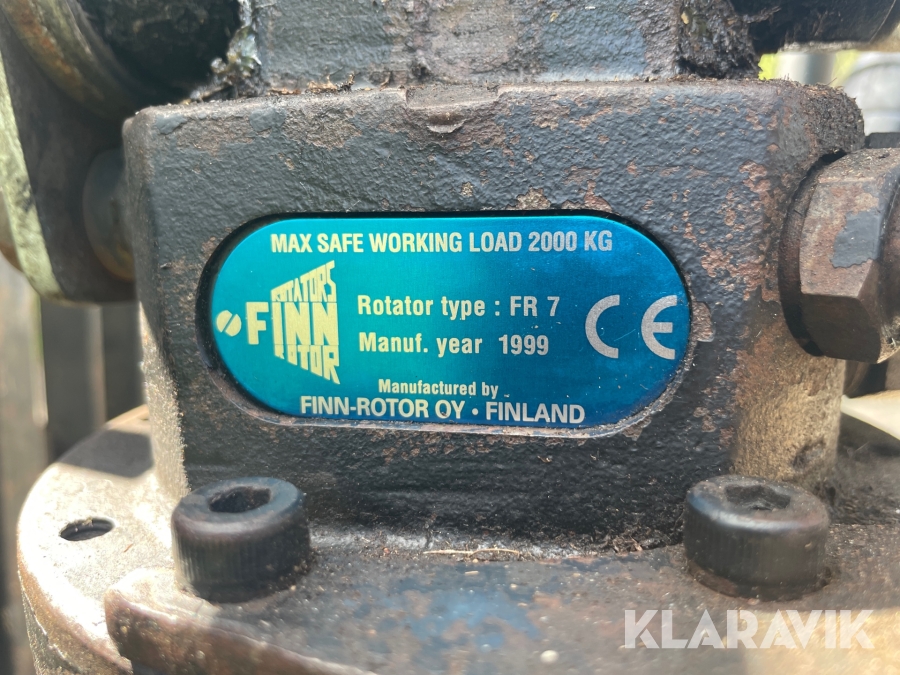 MAX SAFE WORKING LOAD 2000 KG
ROTATORS
FINN
ROTOR
Rotator type : FR 7
Manuf. year 1999
CE
Manufactured by
FINN-ROTOR OY · FINLAND
KLARAVIK